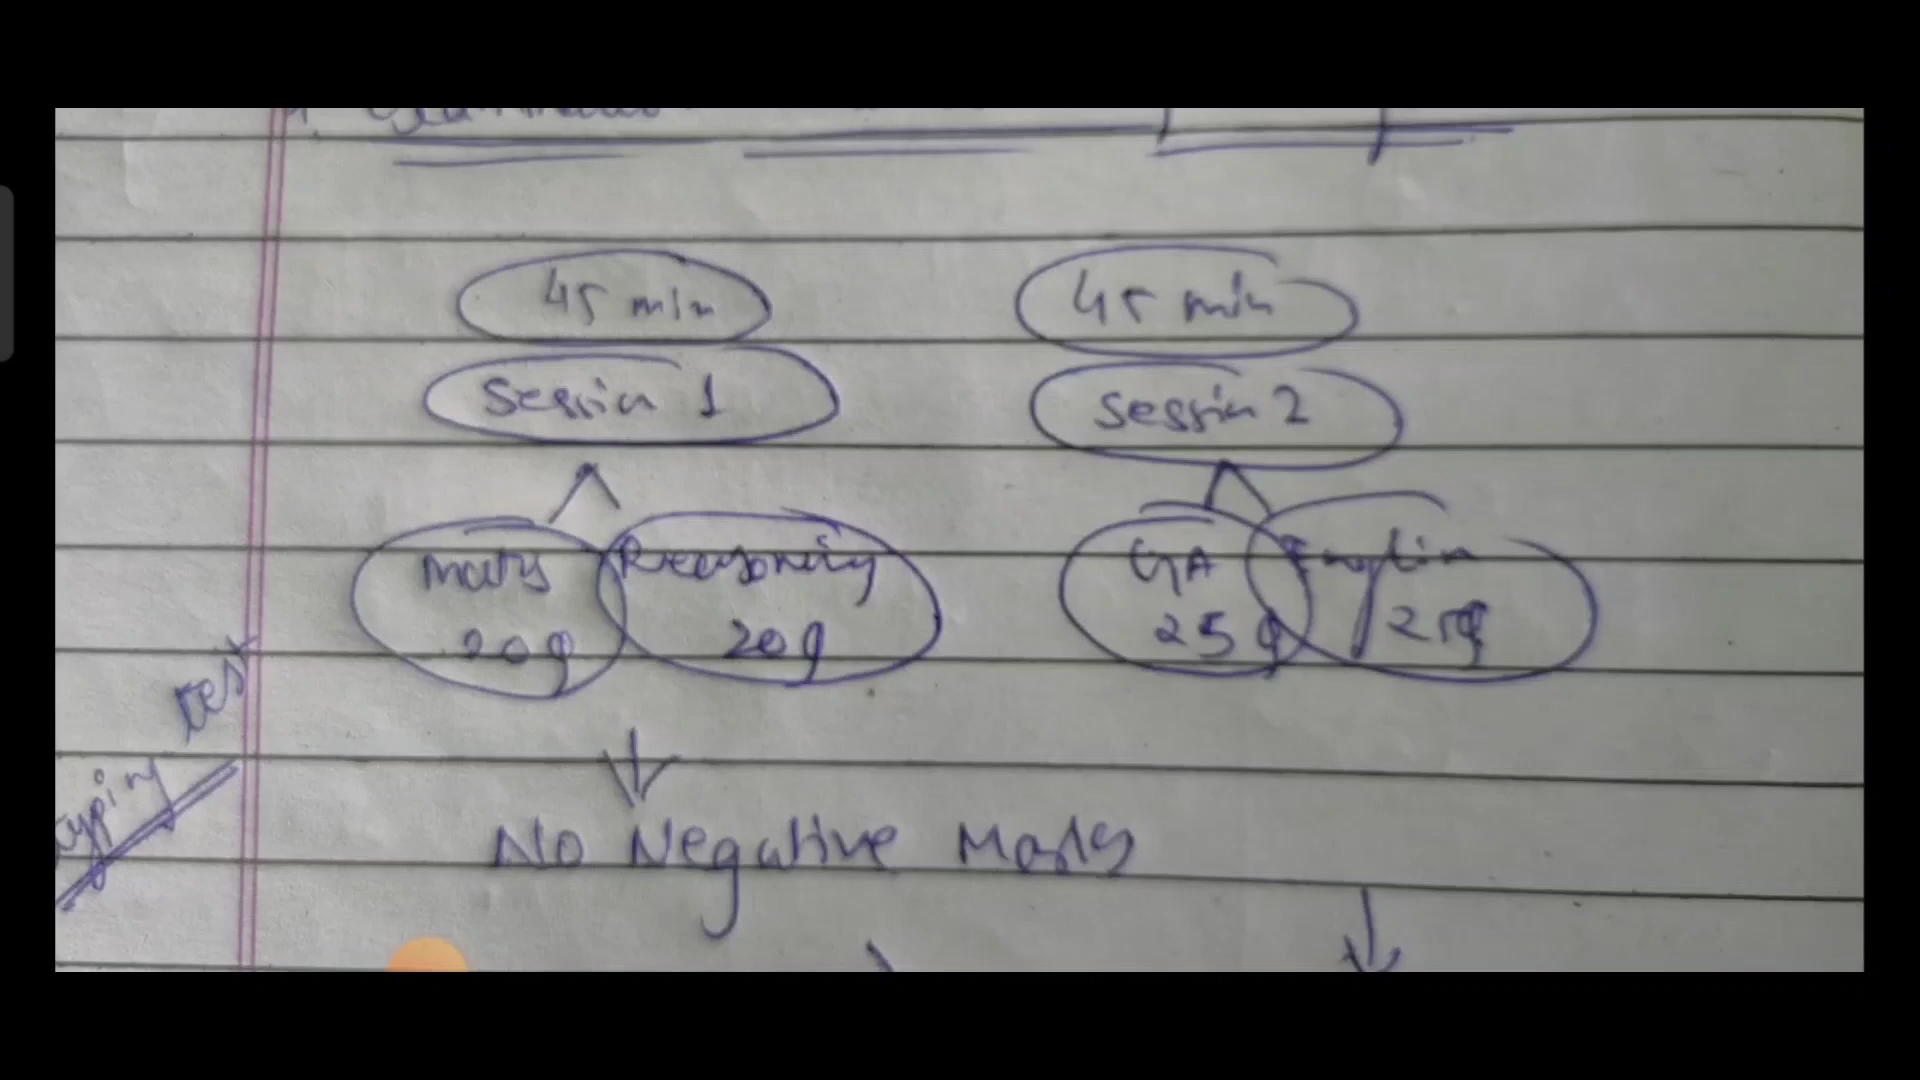 45 min 45 min
Session 1 Session 2
Maths Reasoning GA English
20q 20q 25q 25q
test
typing
No Negative Marks